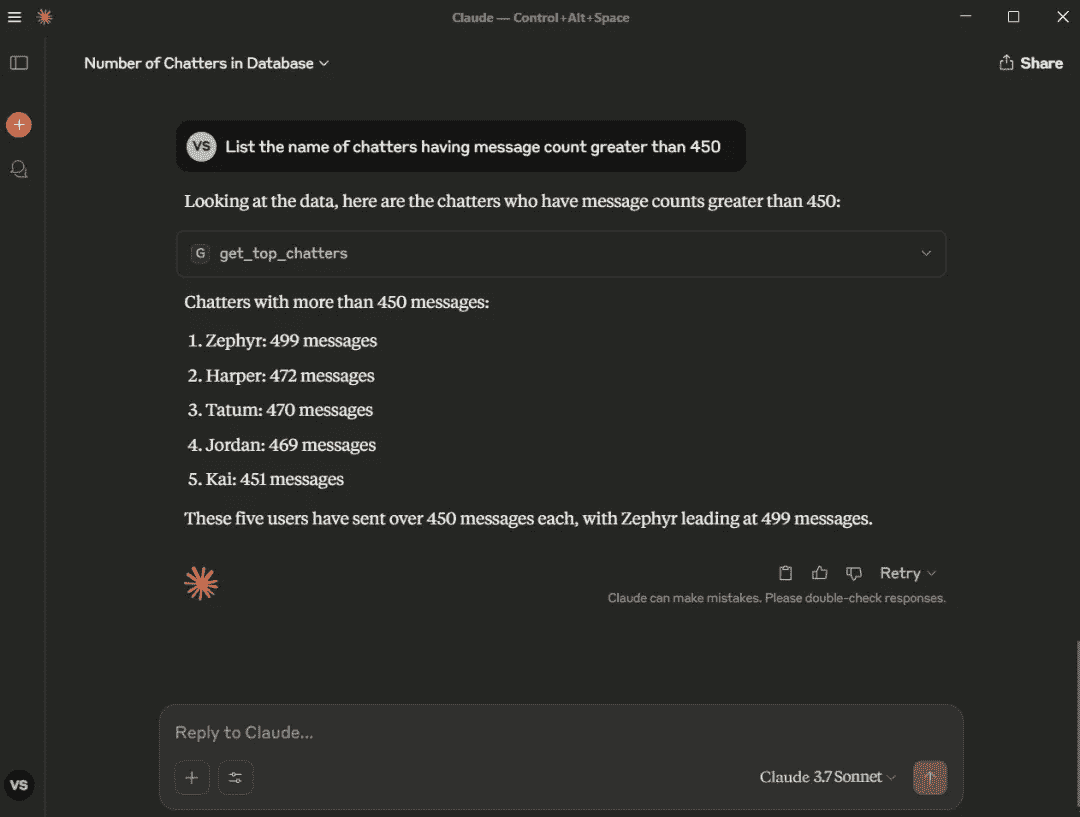 Claude — Control+Alt+Space
Number of Chatters in Database
Share
VS
List the name of chatters having message count greater than 450
Looking at the data, here are the chatters who have message counts greater than 450:
G get_top_chatters
Chatters with more than 450 messages:
1. Zephyr: 499 messages
2. Harper: 472 messages
3. Tatum: 470 messages
4. Jordan: 469 messages
5. Kai: 451 messages
These five users have sent over 450 messages each, with Zephyr leading at 499 messages.
Retry
Claude can make mistakes. Please double-check responses.
Reply to Claude...
Claude 3.7 Sonnet
VS